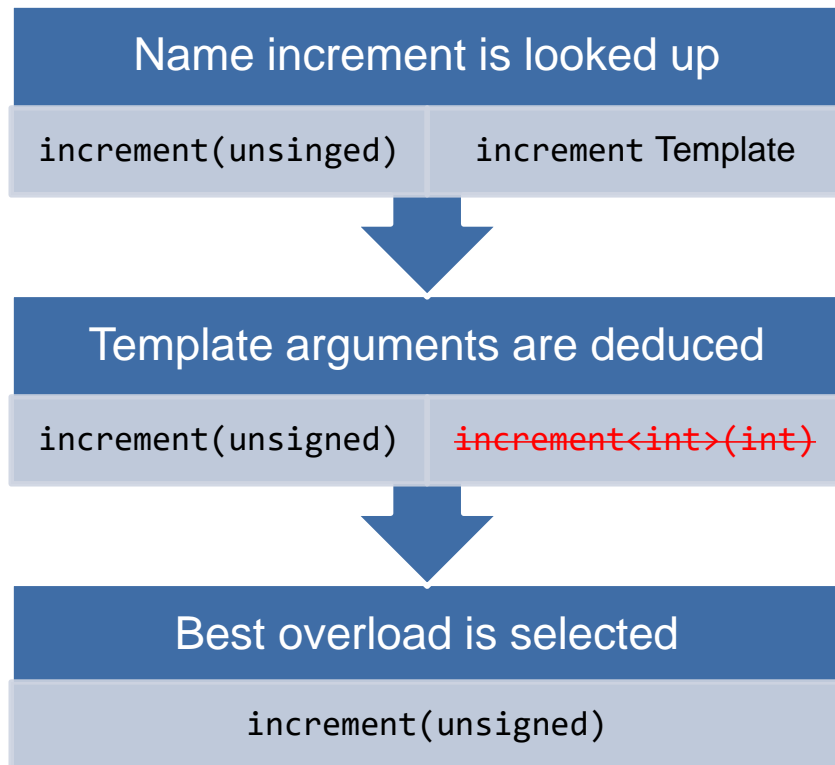 Name increment is looked up
increment(unsinged) increment Template
Template arguments are deduced
increment(unsigned) increment<int>(int)
Best overload is selected
increment(unsigned)